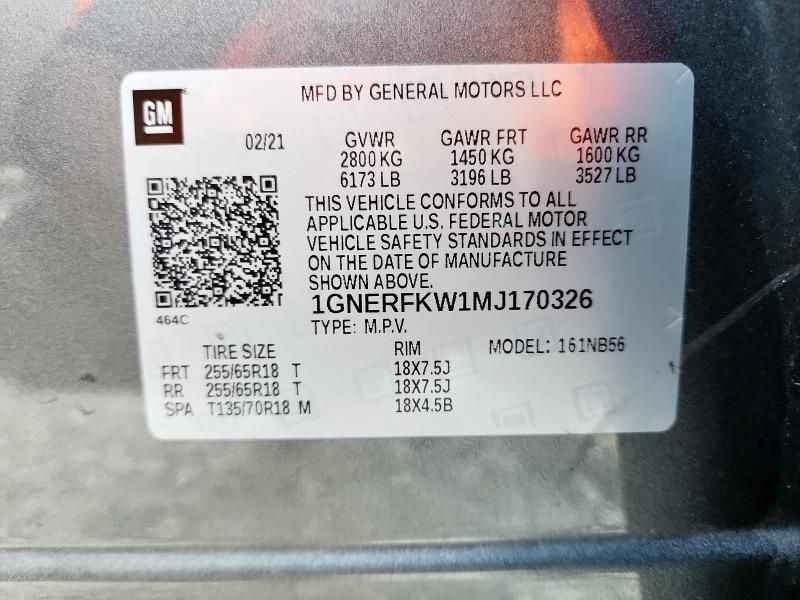 GM
MFD BY GENERAL MOTORS LLC
02/21 GVWR GAWR FRT GAWR RR
2800 KG 1450 KG 1600 KG
6173 LB 3196 LB 3527 LB
THIS VEHICLE CONFORMS TO ALL
APPLICABLE U.S. FEDERAL MOTOR
VEHICLE SAFETY STANDARDS IN EFFECT
ON THE DATE OF MANUFACTURE
SHOWN ABOVE.
464C
1GNERFKW1MJ170326
TYPE: M.P.V.
TIRE SIZE RIM MODEL: 161NB56
FRT 255/65R18 T 18X7.5J
RR 255/65R18 T 18X7.5J
SPA T135/70R18 M 18X4.5B